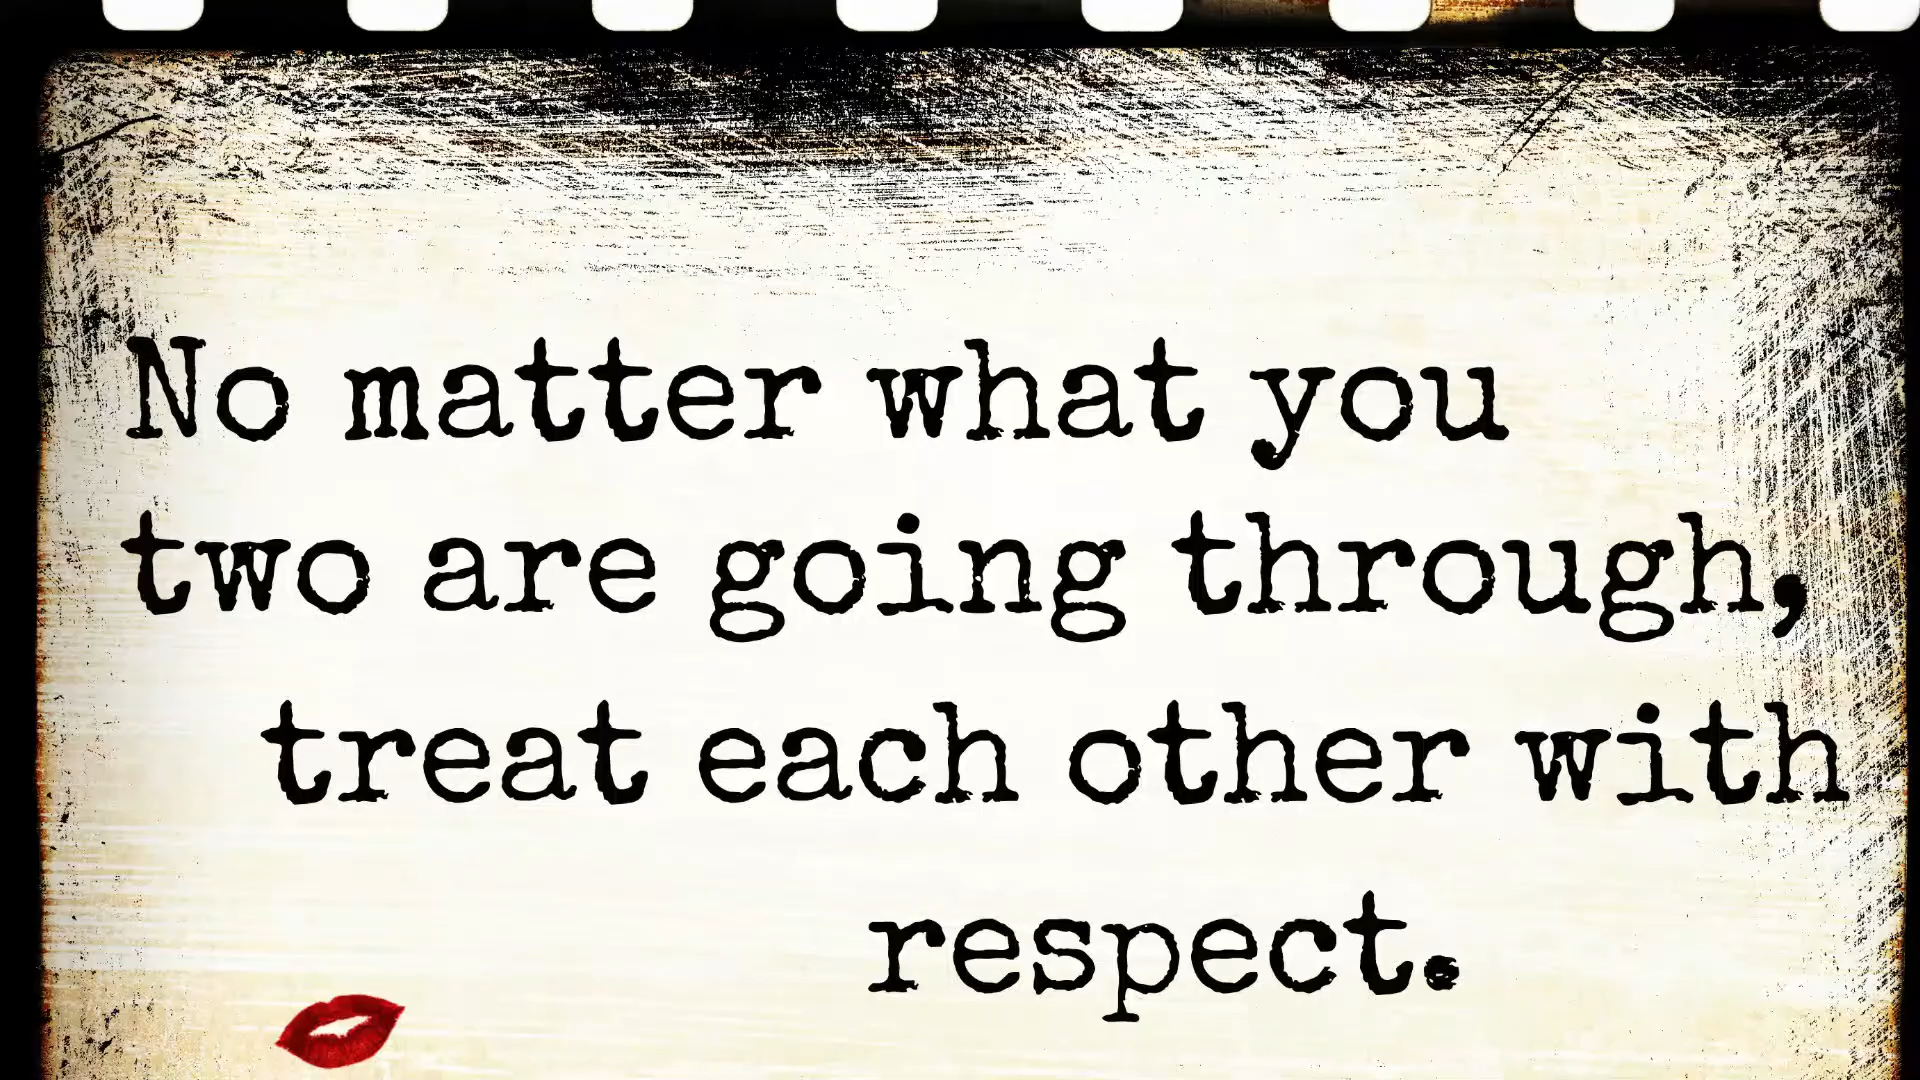 No matter what you
two are going through,
treat each other with
respect.